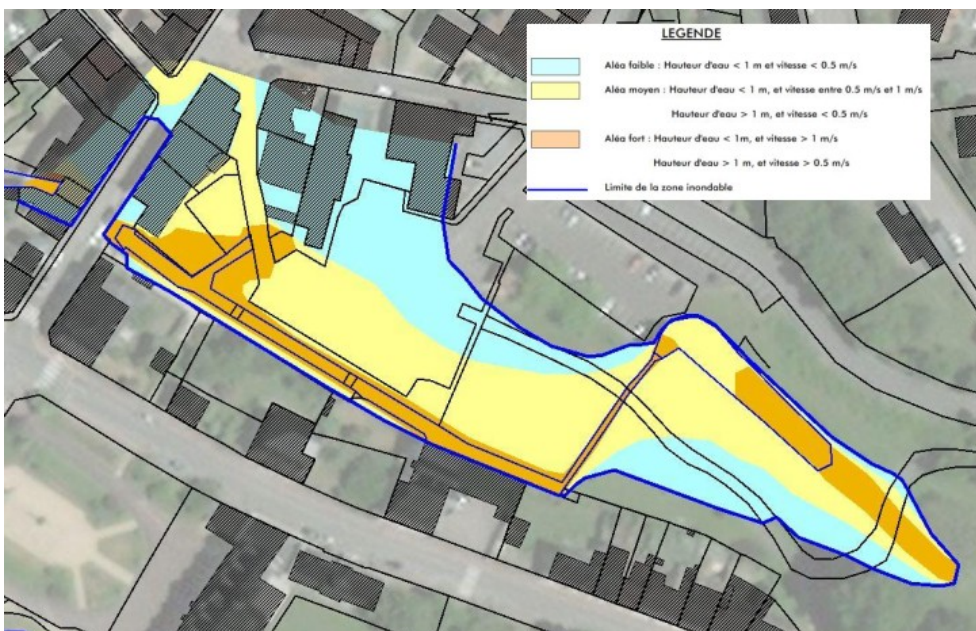 LEGENDE
Aléa faible : Hauteur d'eau < 1 m et vitesse < 0.5 m/s
Aléa moyen : Hauteur d'eau < 1 m, et vitesse entre 0.5 m/s et 1 m/s
Hauteur d'eau > 1 m, et vitesse < 0.5 m/s
Aléa fort : Hauteur d'eau < 1m, et vitesse > 1 m/s
Hauteur d'eau > 1 m, et vitesse > 0.5 m/s
Limite de la zone inondable